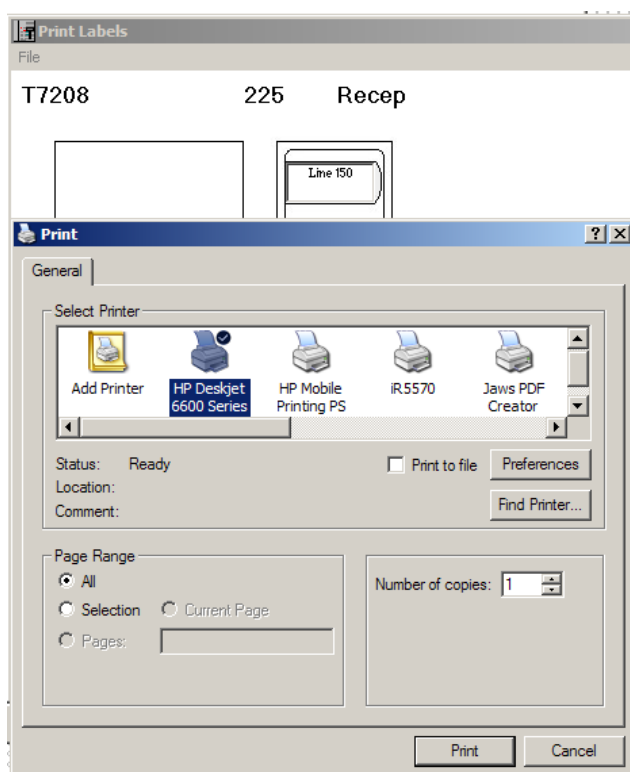 Print Labels
File
T7208 225 Recep
Line 150
Print
General
Select Printer
Add Printer HP Deskjet 6600 Series HP Mobile Printing PS iR5570 Jaws PDF Creator
Status: Ready
Print to file Preferences
Location:
Comment:
Find Printer...
Page Range
All
Number of copies: 1
Selection Current Page
Pages:
Print Cancel